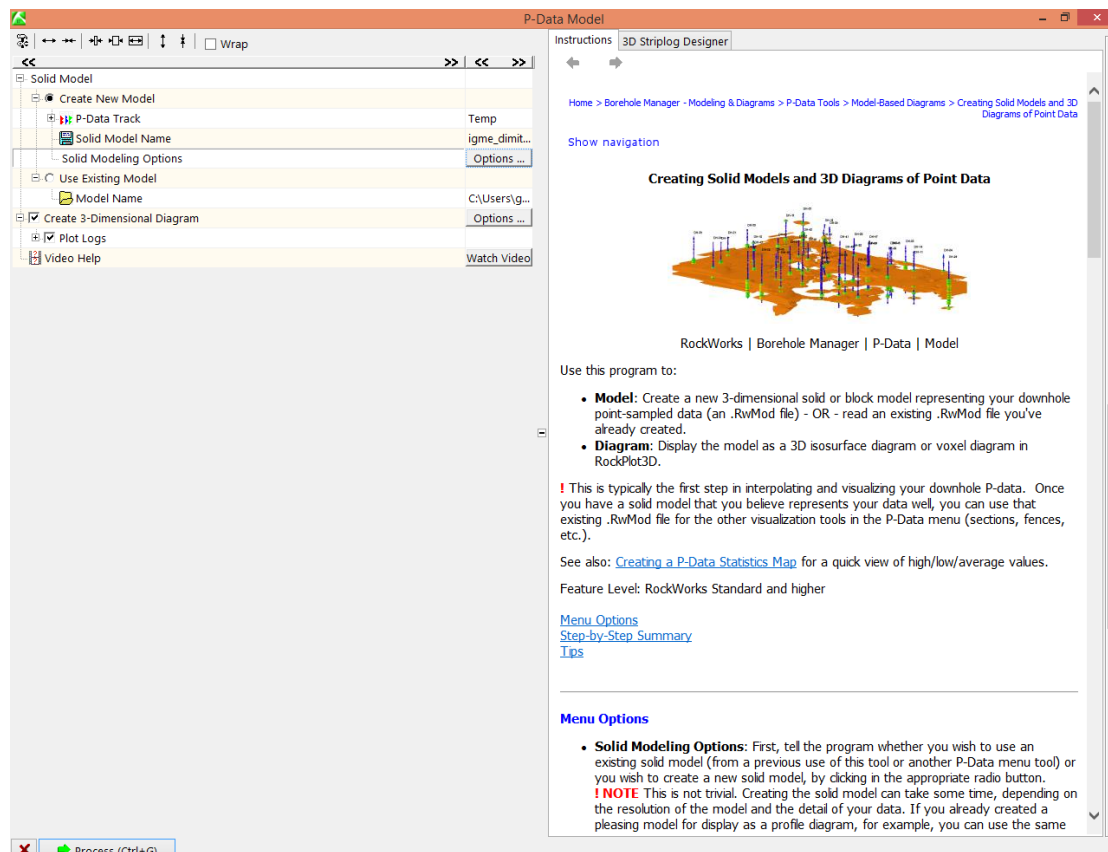 P-Data Model
Wrap
<<
>>
<<
>>
Solid Model
Create New Model
P-Data Track
Temp
Solid Model Name
igme_dimit...
Solid Modeling Options
Options ...
Use Existing Model
Model Name
C:\Users\g...
Create 3-Dimensional Diagram
Options ...
Plot Logs
Video Help
Watch Video
Process (Ctrl+G)
Instructions
3D Striplog Designer
Home > Borehole Manager - Modeling & Diagrams > P-Data Tools > Model-Based Diagrams > Creating Solid Models and 3D
Diagrams of Point Data
Show navigation
Creating Solid Models and 3D Diagrams of Point Data
RockWorks | Borehole Manager | P-Data | Model
Use this program to:
• Model: Create a new 3-dimensional solid or block model representing your downhole
point-sampled data (an .RwMod file) - OR - read an existing .RwMod file you've
already created.
• Diagram: Display the model as a 3D isosurface diagram or voxel diagram in
RockPlot3D.
! This is typically the first step in interpolating and visualizing your downhole P-data. Once
you have a solid model that you believe represents your data well, you can use that
existing .RwMod file for the other visualization tools in the P-Data menu (sections, fences,
etc.).
See also: Creating a P-Data Statistics Map for a quick view of high/low/average values.
Feature Level: RockWorks Standard and higher
Menu Options
Step-by-Step Summary
Tips
Menu Options
• Solid Modeling Options: First, tell the program whether you wish to use an
existing solid model (from a previous use of this tool or another P-Data menu tool) or
you wish to create a new solid model, by clicking in the appropriate radio button.
! NOTE This is not trivial. Creating the solid model can take some time, depending on
the resolution of the model and the detail of your data. If you already created a
pleasing model for display as a profile diagram, for example, you can use the same